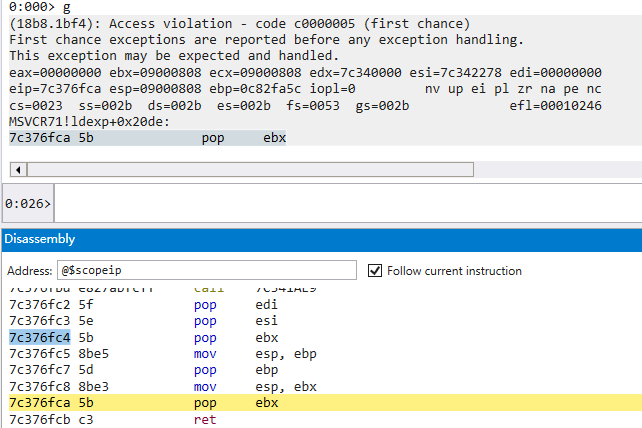 0:000> g
(18b8.1bf4): Access violation - code c0000005 (first chance)
First chance exceptions are reported before any exception handling.
This exception may be expected and handled.
eax=00000000 ebx=09000808 ecx=09000808 edx=7c340000 esi=7c342278 edi=00000000
eip=7c376fca esp=09000808 ebp=0c82fa5c iopl=0 nv up ei pl zr na pe nc
cs=0023 ss=002b ds=002b es=002b fs=0053 gs=002b efl=00010246
MSVCR71!ldexp+0x20de:
7c376fca 5b pop ebx
0:026>
Disassembly
Address: @$scopeip Follow current instruction
7c376fc2 5f pop edi
7c376fc3 5e pop esi
7c376fc4 5b pop ebx
7c376fc5 8be5 mov esp, ebp
7c376fc7 5d pop ebp
7c376fc8 8be3 mov esp, ebx
7c376fca 5b pop ebx
7c376fcb c3 ret